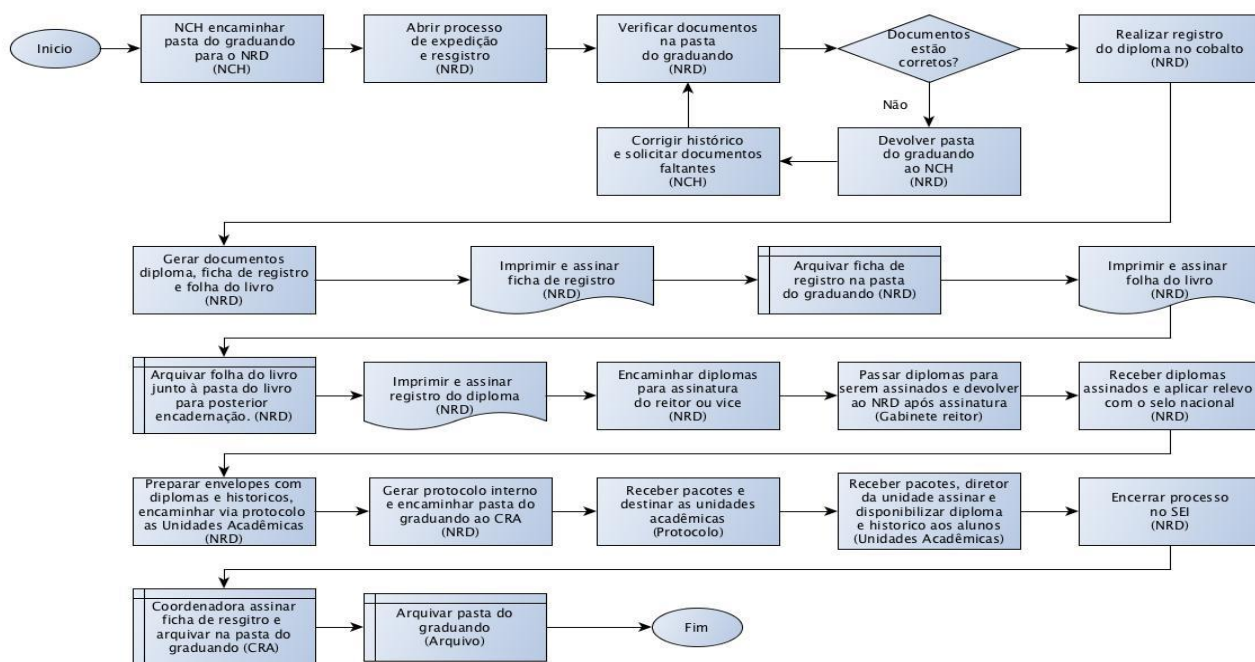 Inicio
NCH encaminhar
pasta do graduando
para o NRD
(NCH)
Abrir processo
de expedição
e resgistro
(NRD)
Verificar documentos
na pasta
do graduando
(NRD)
Documentos
estão
corretos?
Realizar registro
do diploma no cobalto
(NRD)
Não
Corrigir histórico
e solicitar documentos
faltantes
(NCH)
Devolver pasta
do graduando
ao NCH
(NRD)
Gerar documentos
diploma, ficha de registro
e folha do livro
(NRD)
Imprimir e assinar
ficha de registro
(NRD)
Arquivar ficha de
registro na pasta
do graduando (NRD)
Imprimir e assinar
folha do livro
(NRD)
Arquivar folha do livro
junto à pasta do livro
para posterior
encadernação. (NRD)
Imprimir e assinar
registro do diploma
(NRD)
Encaminhar diplomas
para assinatura
do reitor ou vice
(NRD)
Passar diplomas para
serem assinados e devolver
ao NRD após assinatura
(Gabinete reitor)
Receber diplomas
assinados e aplicar relevo
com o selo nacional
(NRD)
Preparar envelopes com
diplomas e historicos,
encaminhar via protocolo
as Unidades Acadêmicas
(NRD)
Gerar protocolo interno
e encaminhar pasta do
graduando ao CRA
(NRD)
Receber pacotes e
destinar as unidades
acadêmicas
(Protocolo)
Receber pacotes, diretor
da unidade assinar e
disponibilizar diploma
e historico aos alunos
(Unidades Acadêmicas)
Encerrar processo
no SEI
(NRD)
Coordenadora assinar
ficha de resgitro e
arquivar na pasta do
graduando (CRA)
Arquivar pasta do
graduando
(Arquivo)
Fim